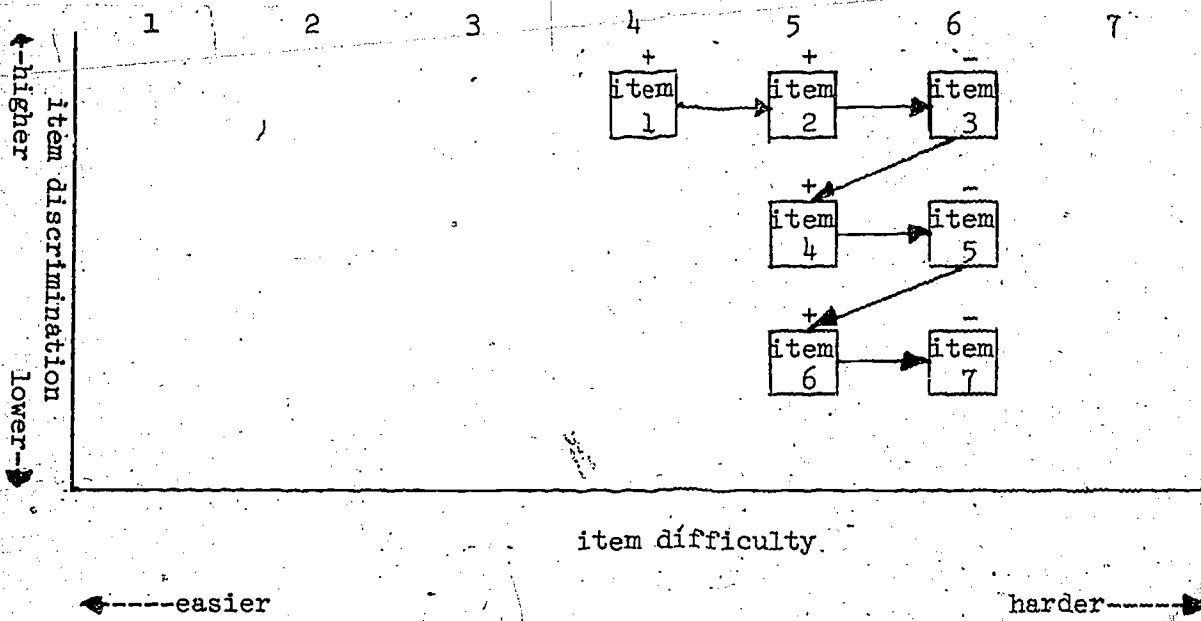 1 2 3 4 5 6 7
+ + -
item item item
1 2 3
+ -
item item
4 5
+ -
item item
6 7
<--higher
item discrimination
lower-->
item difficulty.
<-----easier
harder------>